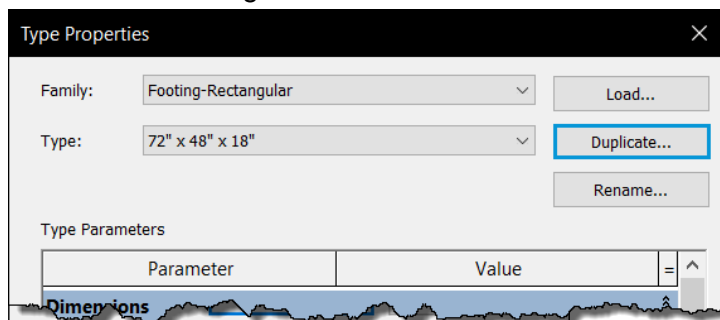 Type Properties
Family: Footing-Rectangular Load...
Type: 72" x 48" x 18" Duplicate...
Rename...
Type Parameters
Parameter Value =
Dimensions